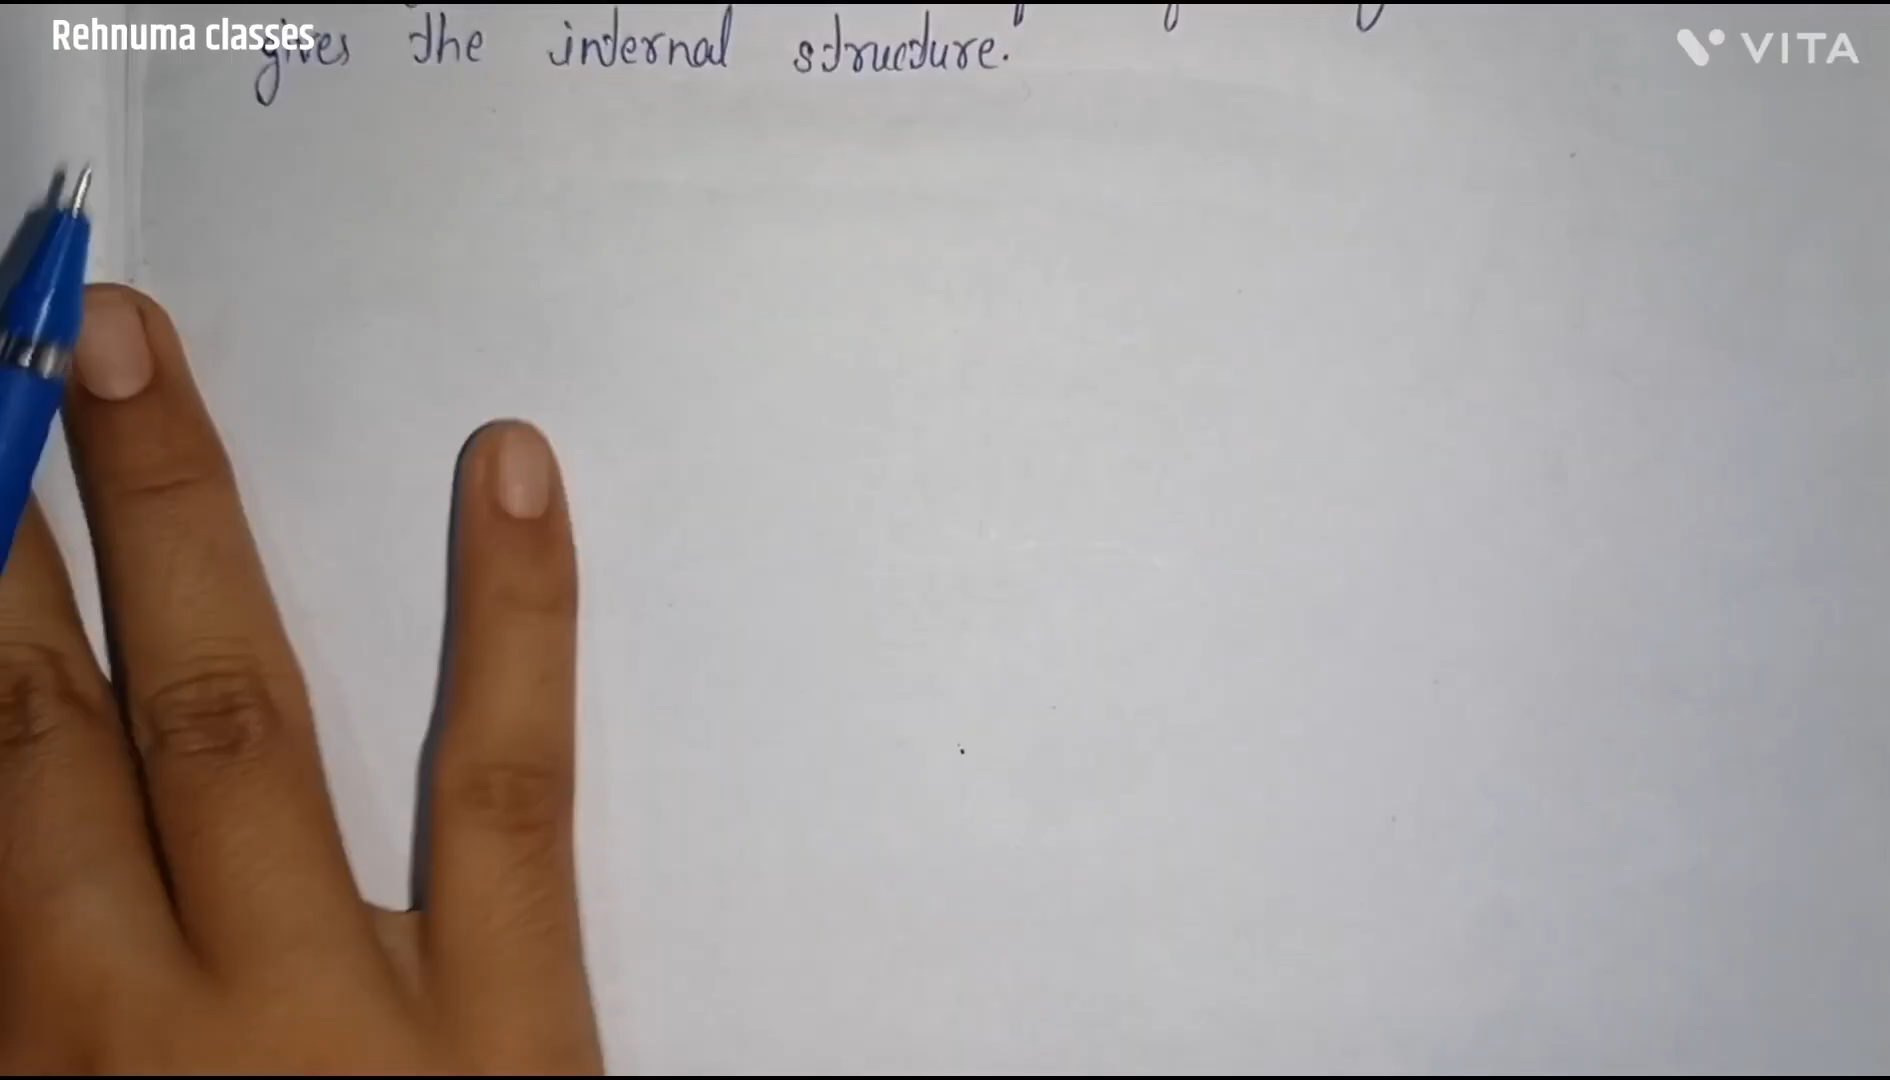 Rehnuma classes
VITA
gives the internal structure.